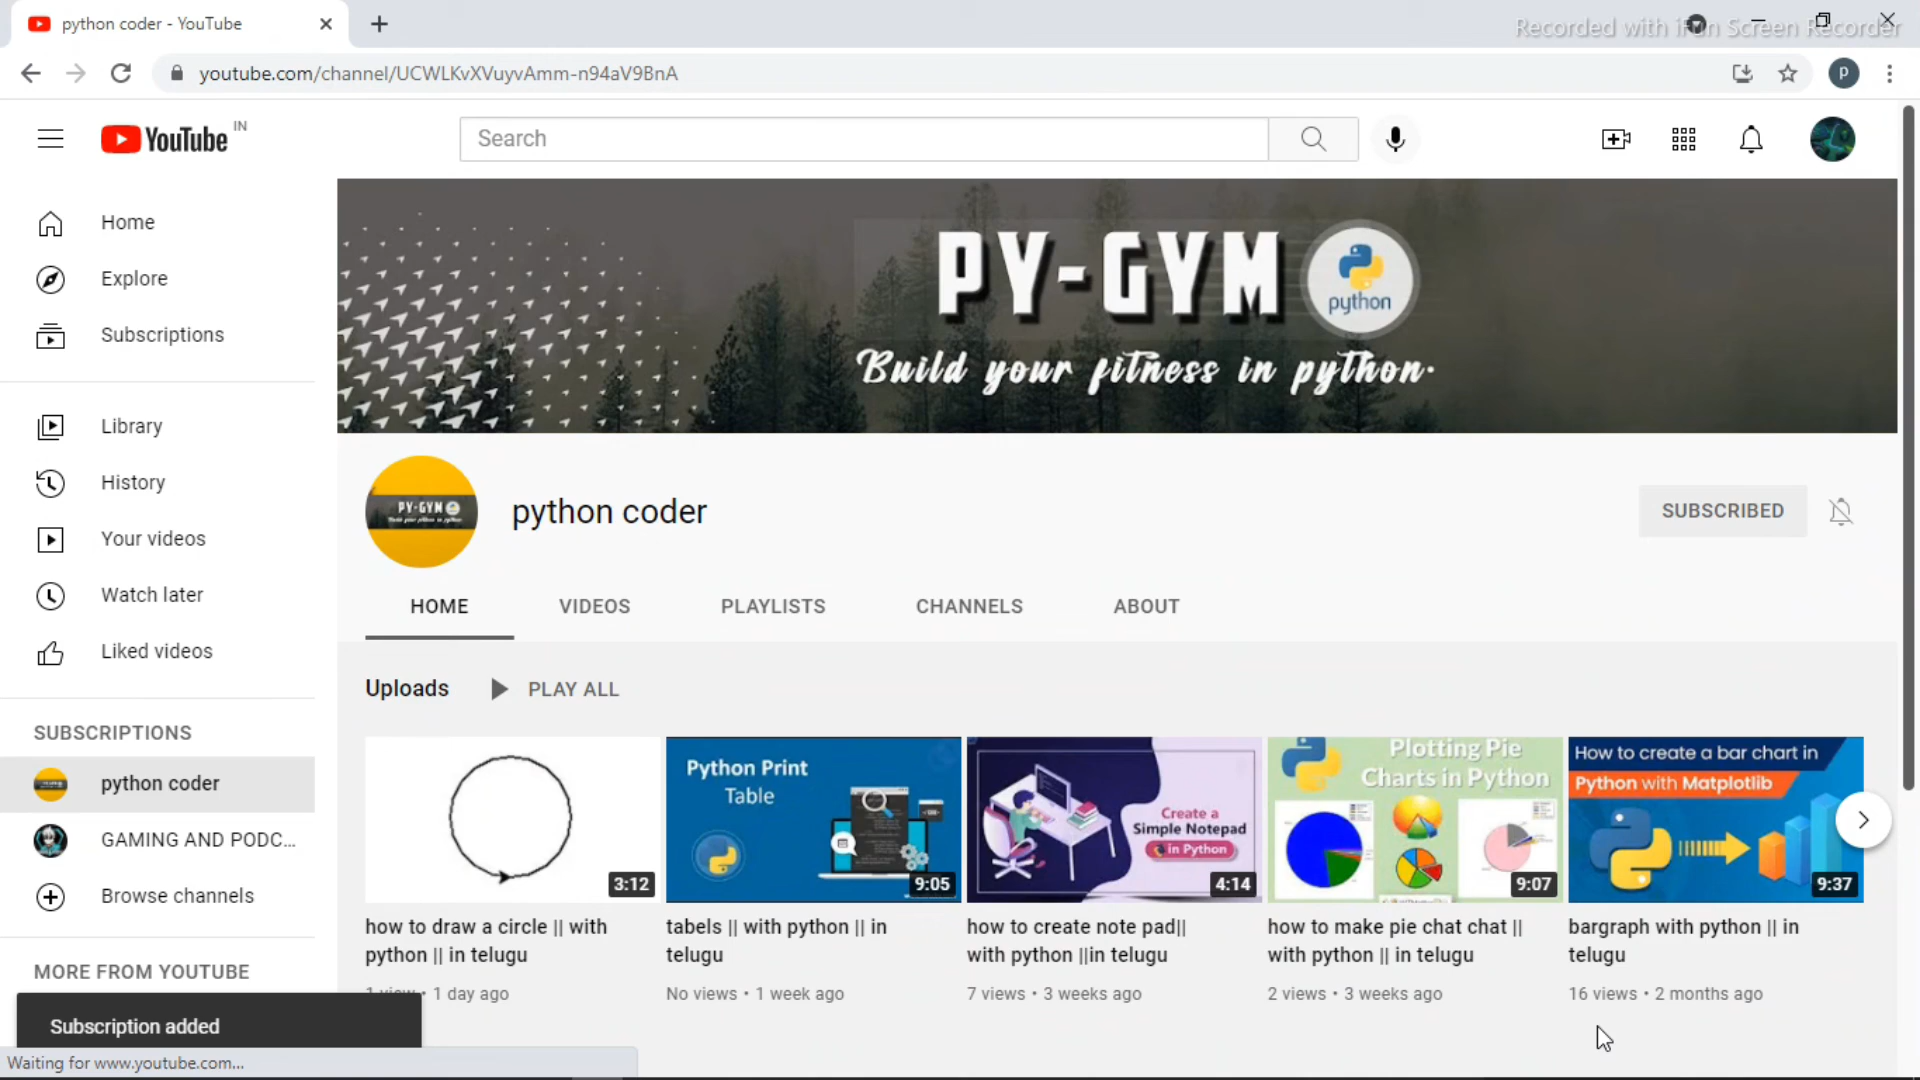 python coder - YouTube
Recorded with iFun Screen Recorder
youtube.com/channel/UCWLKvXVuyvAmm-n94aV9BnA
P
YouTube IN
Search
Home
Explore
Subscriptions
Library
History
Your videos
Watch later
Liked videos
SUBSCRIPTIONS
python coder
GAMING AND PODC...
Browse channels
MORE FROM YOUTUBE
Subscription added
Waiting for www.youtube.com...
PY-GYM
python
Build your fitness in python.
PY-GYM
python coder
SUBSCRIBED
HOME
VIDEOS
PLAYLISTS
CHANNELS
ABOUT
Uploads
PLAY ALL
3:12
how to draw a circle || with
python || in telugu
1 view • 1 day ago
Python Print
Table
9:05
tabels || with python || in
telugu
No views • 1 week ago
Create a
Simple Notepad
in Python
4:14
how to create note pad||
with python ||in telugu
7 views • 3 weeks ago
Plotting Pie
Charts in Python
9:07
how to make pie chat chat ||
with python || in telugu
2 views • 3 weeks ago
How to create a bar chart in
Python with Matplotlib
9:37
bargraph with python || in
telugu
16 views • 2 months ago